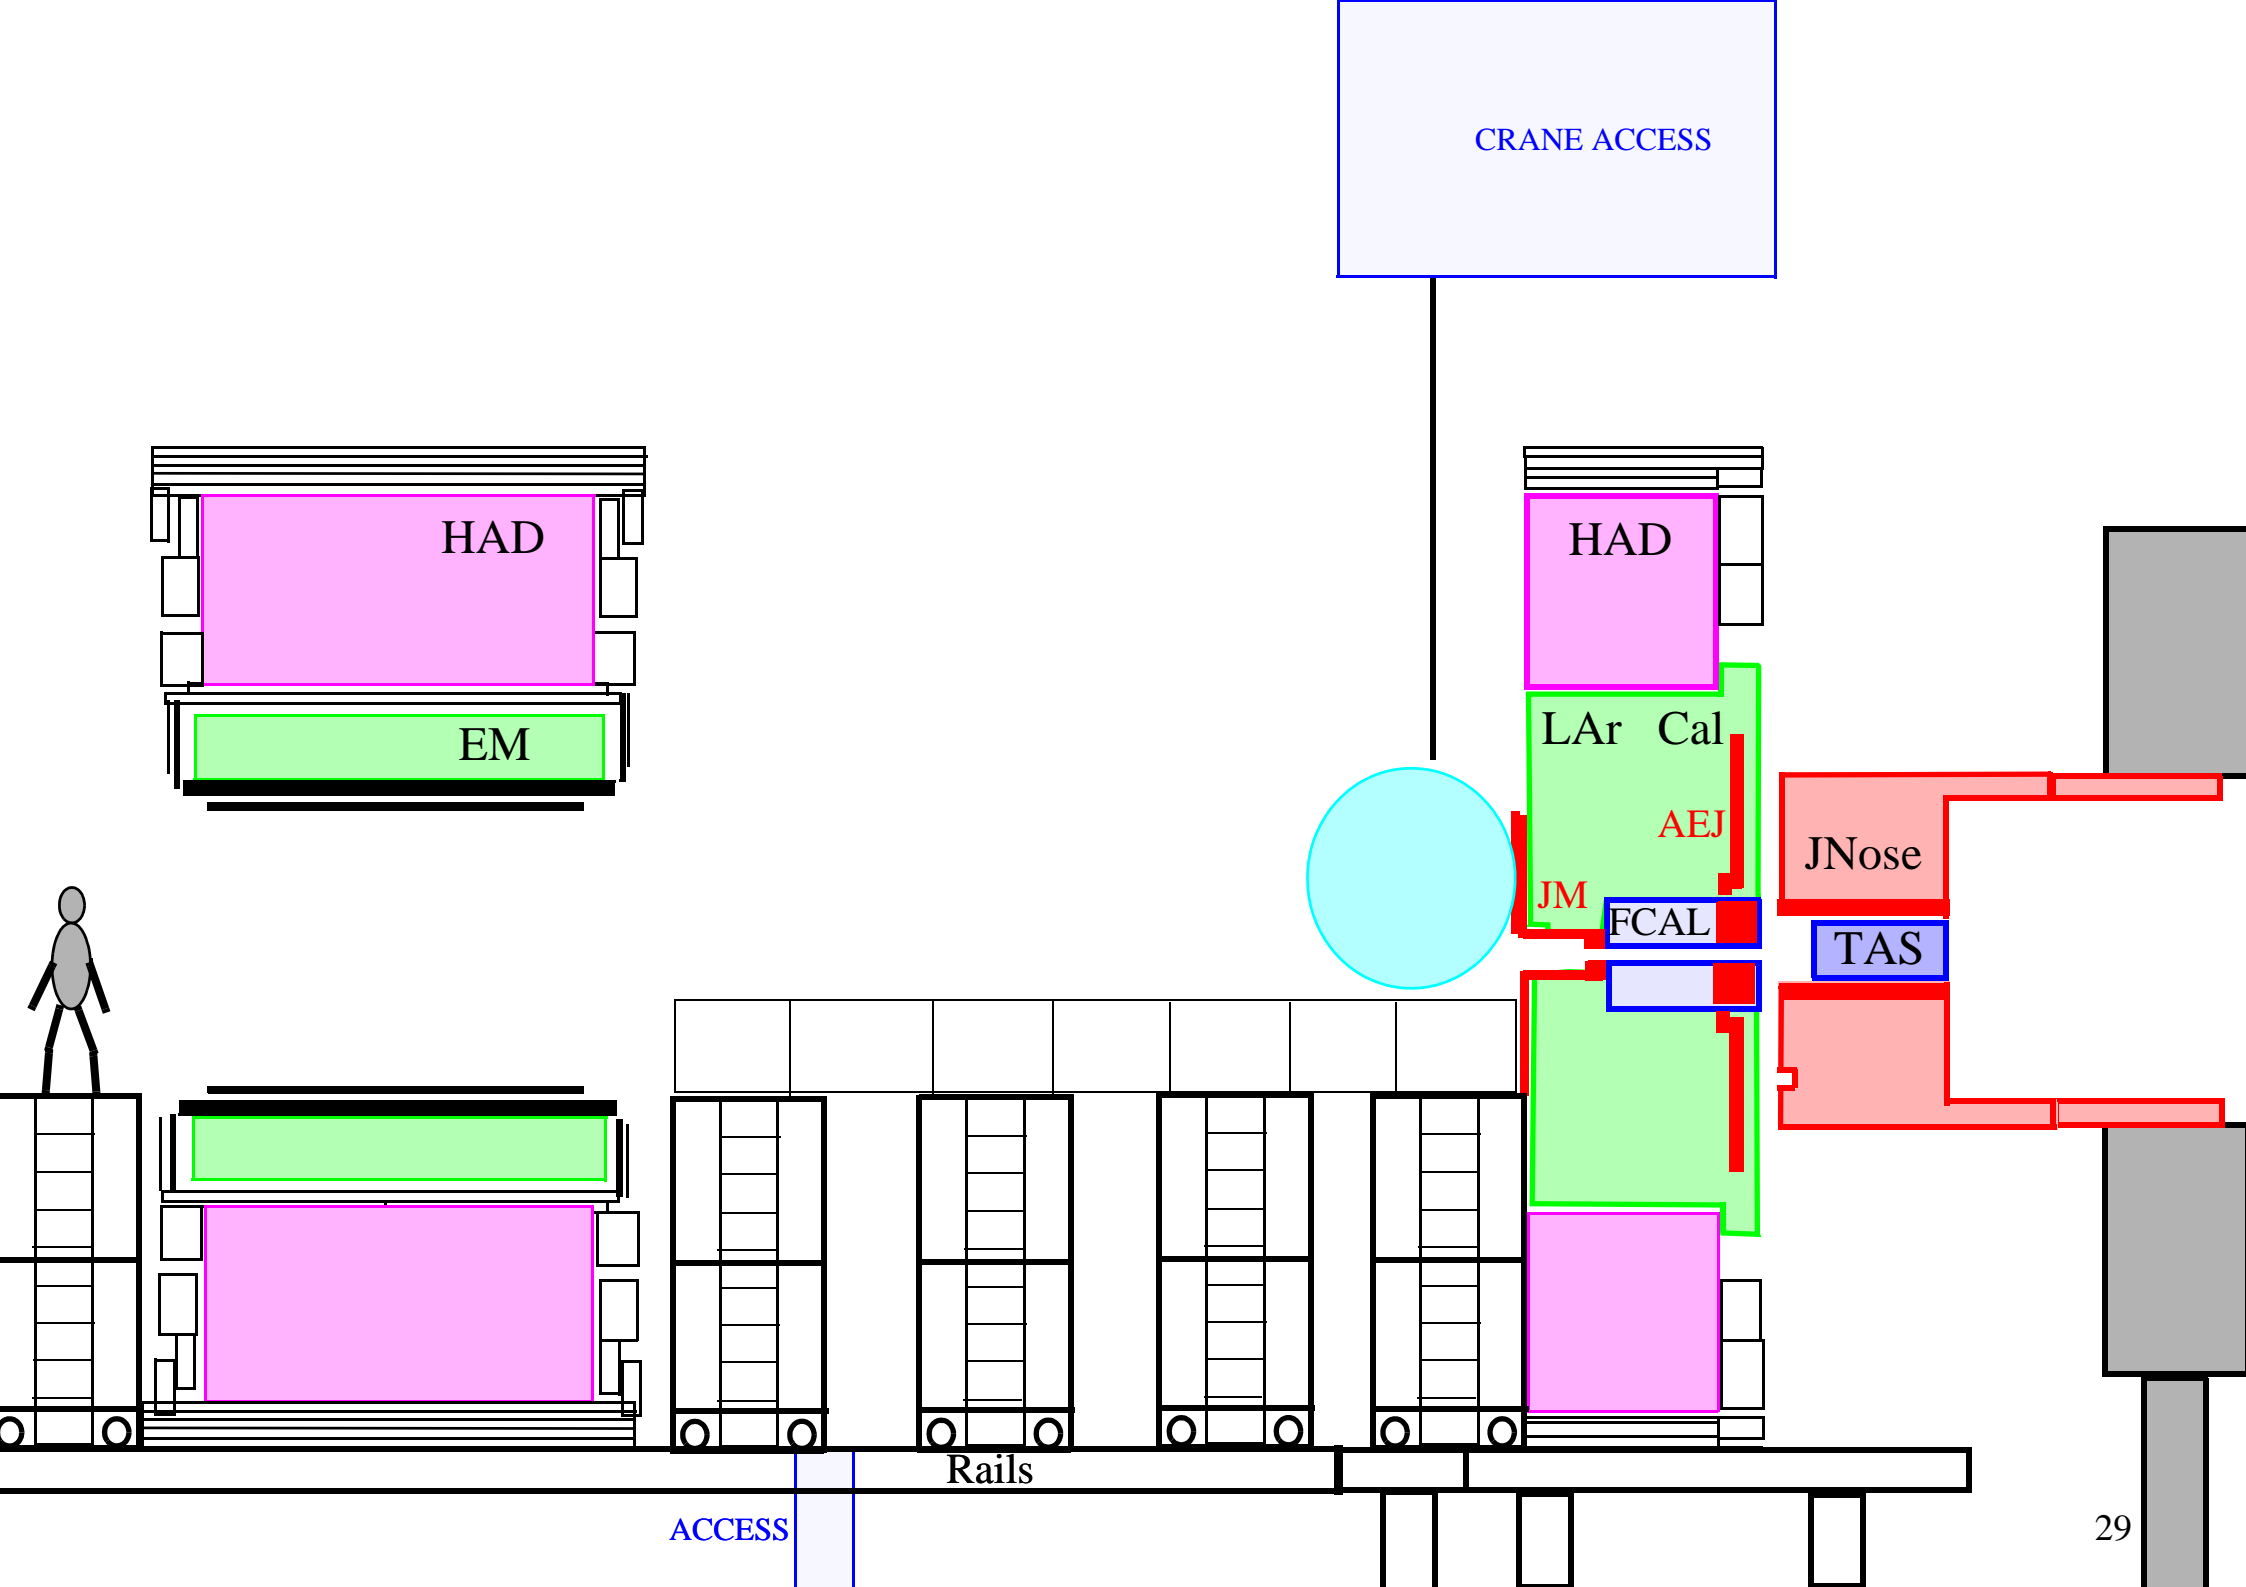 CRANE ACCESS
HAD
HAD
EM
LAr Cal
AEJ
JNose
JM
FCAL
TAS
Rails
ACCESS
29